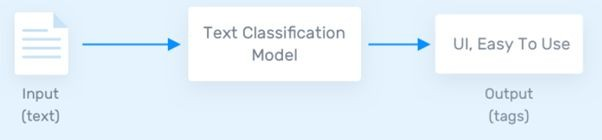 Text Classification
Model
UI, Easy To Use
Input
(text)
Output
(tags)